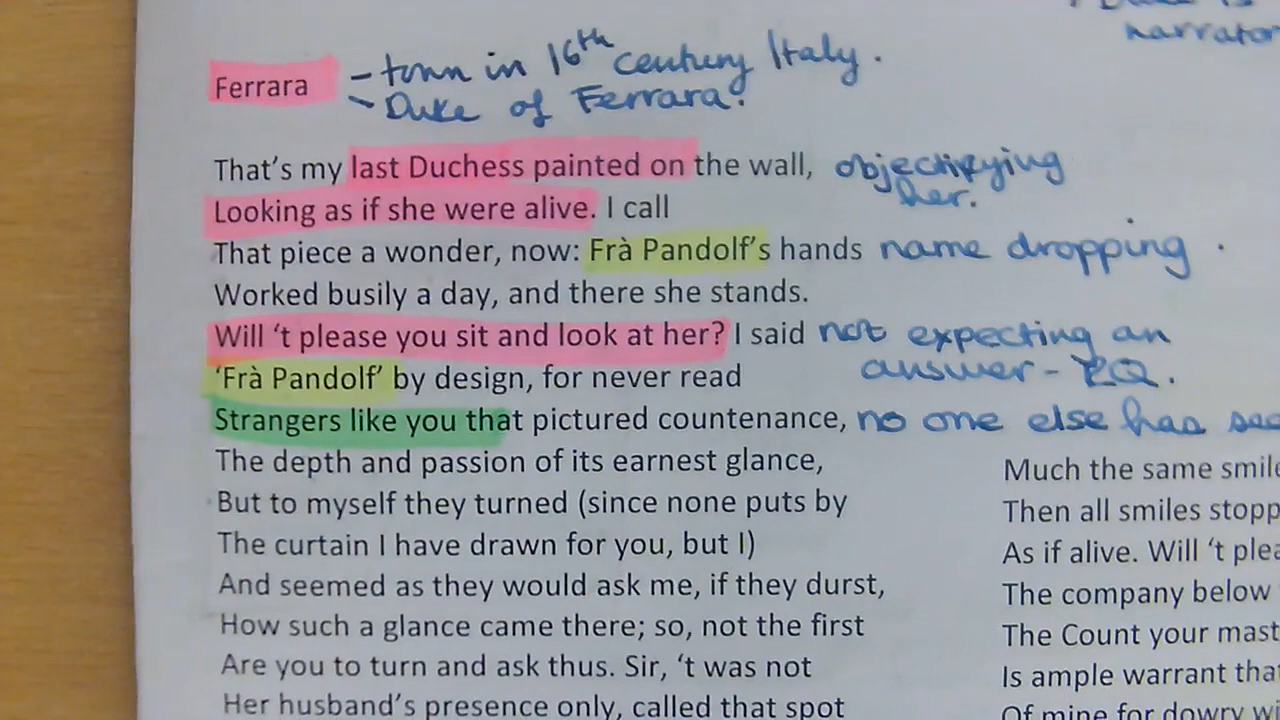 narrator
Ferrara - town in 16th century Italy.
- Duke of Ferrara.
That's my last Duchess painted on the wall, objectifying
her.
Looking as if she were alive. I call
That piece a wonder, now: Frà Pandolf's hands name dropping.
Worked busily a day, and there she stands.
Will 't please you sit and look at her? I said not expecting an
answer - RQ.
'Frà Pandolf' by design, for never read
Strangers like you that pictured countenance, no one else has
The depth and passion of its earnest glance,
But to myself they turned (since none puts by
The curtain I have drawn for you, but I)
And seemed as they would ask me, if they durst,
How such a glance came there; so, not the first
Are you to turn and ask thus. Sir, 't was not
Her husband's presence only, called that spot
Much the same
Then all smiles
As if alive. Will 't
The company below
The Count your
Is ample warrant
Of mine for dowry